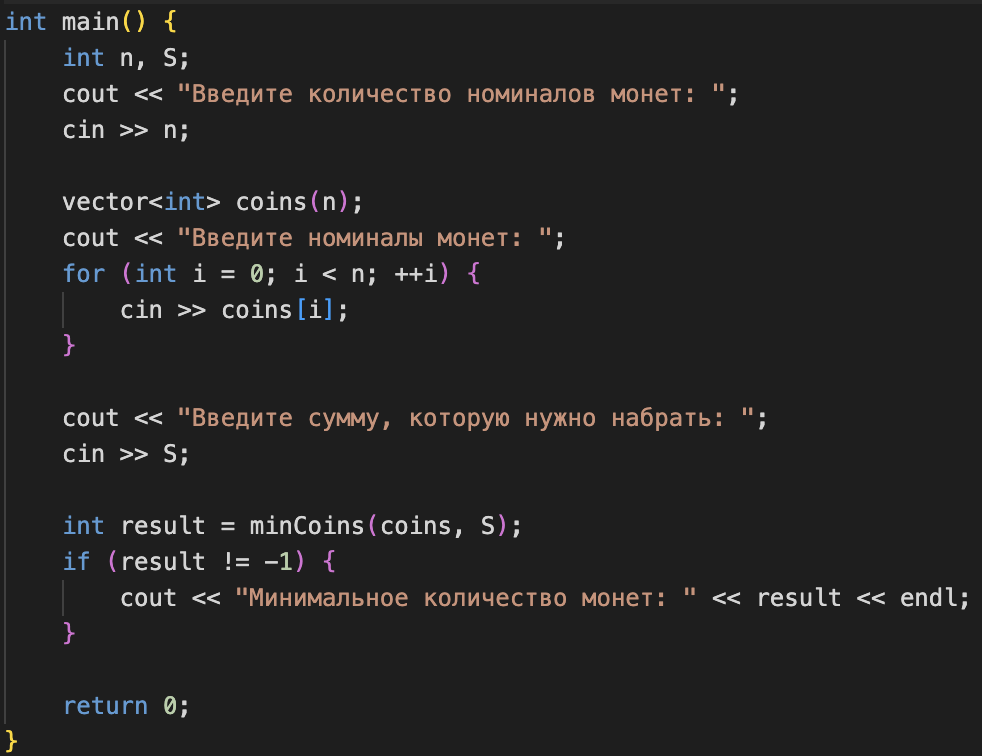 int main() {
    int n, S;
    cout << "Введите количество номиналов монет: ";
    cin >> n;

    vector<int> coins(n);
    cout << "Введите номиналы монет: ";
    for (int i = 0; i < n; ++i) {
        cin >> coins[i];
    }

    cout << "Введите сумму, которую нужно набрать: ";
    cin >> S;

    int result = minCoins(coins, S);
    if (result != -1) {
        cout << "Минимальное количество монет: " << result << endl;
    }

    return 0;
}